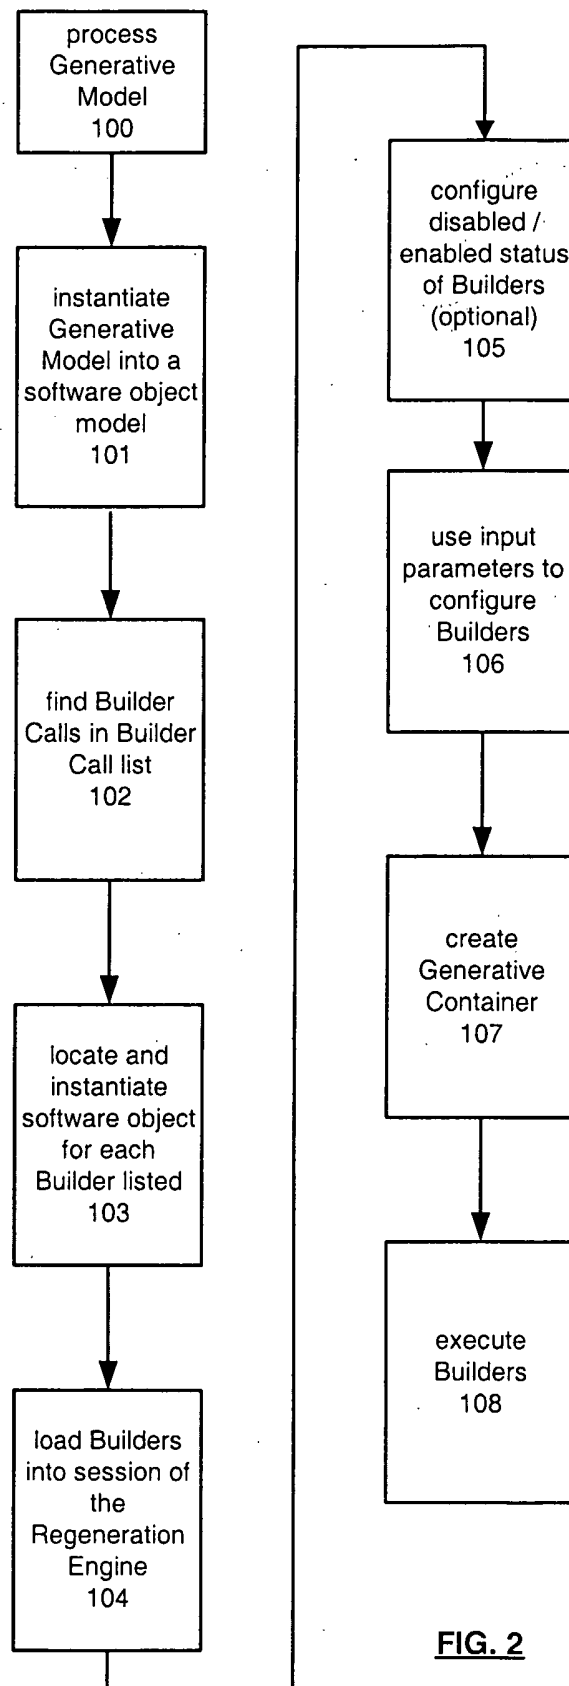 process
Generative
Model
100
instantiate
Generative
Model into a
software object
model
101
find Builder
Calls in Builder
Call list
102
locate and
instantiate
software object
for each
Builder listed
103
load Builders
into session of
the
Regeneration
Engine
104
configure
disabled /
enabled status
of Builders
(optional)
105
use input
parameters to
configure
Builders
106
create
Generative
Container
107
execute
Builders
108
FIG. 2